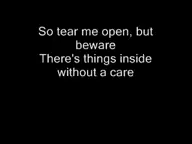 So tear me open, but
beware
There's things inside
without a care